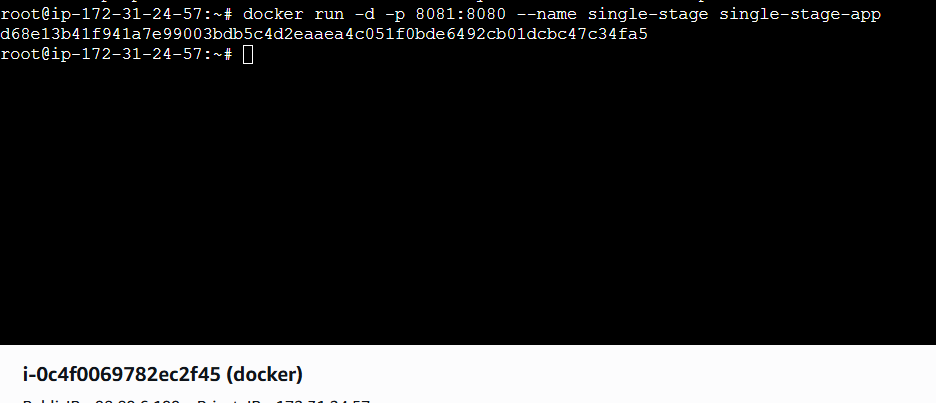 root@ip-172-31-24-57:~# docker run -d -p 8081:8080 --name single-stage single-stage-app
d68e13b41f941a7e99003bdb5c4d2eaaea4c051f0bde6492cb01dcbc47c34fa5
root@ip-172-31-24-57:~#
i-0c4f0069782ec2f45 (docker)